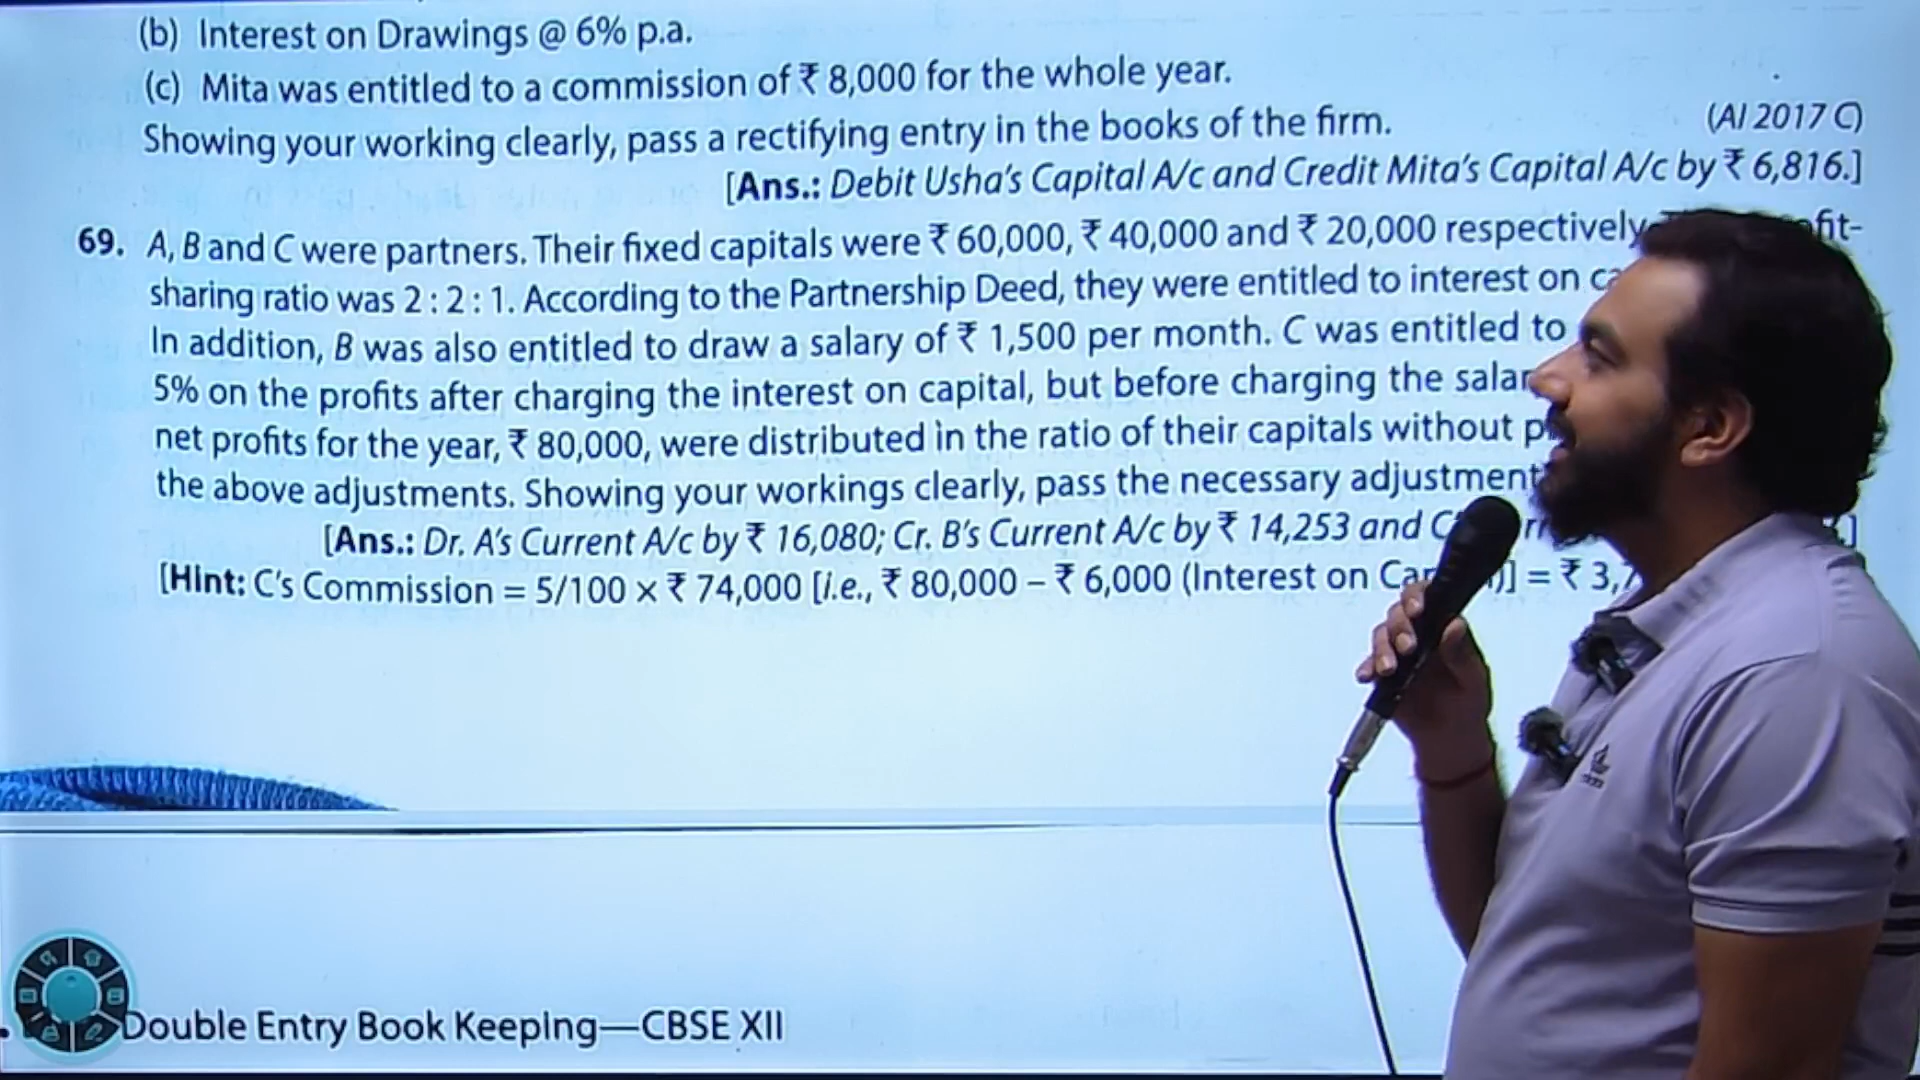 (b) Interest on Drawings @ 6% p.a.
(c) Mita was entitled to a commission of ₹ 8,000 for the whole year.
Showing your working clearly, pass a rectifying entry in the books of the firm. (AI 2017 C)
[Ans.: Debit Usha's Capital A/c and Credit Mita's Capital A/c by ₹ 6,816.]
69. A, B and C were partners. Their fixed capitals were ₹ 60,000, ₹ 40,000 and ₹ 20,000 respectively
sharing ratio was 2 : 2 : 1. According to the Partnership Deed, they were entitled to interest on
In addition, B was also entitled to draw a salary of ₹ 1,500 per month. C was entitled to
5% on the profits after charging the interest on capital, but before charging the
net profits for the year, ₹ 80,000, were distributed in the ratio of their capitals without
the above adjustments. Showing your workings clearly, pass the necessary adjustment
[Ans.: Dr. A's Current A/c by ₹ 16,080; Cr. B's Current A/c by ₹ 14,253 and
[Hint: C's Commission = 5/100 × ₹ 74,000 [i.e., ₹ 80,000 – ₹ 6,000 (Interest on = ₹
Double Entry Book Keeping—CBSE XII